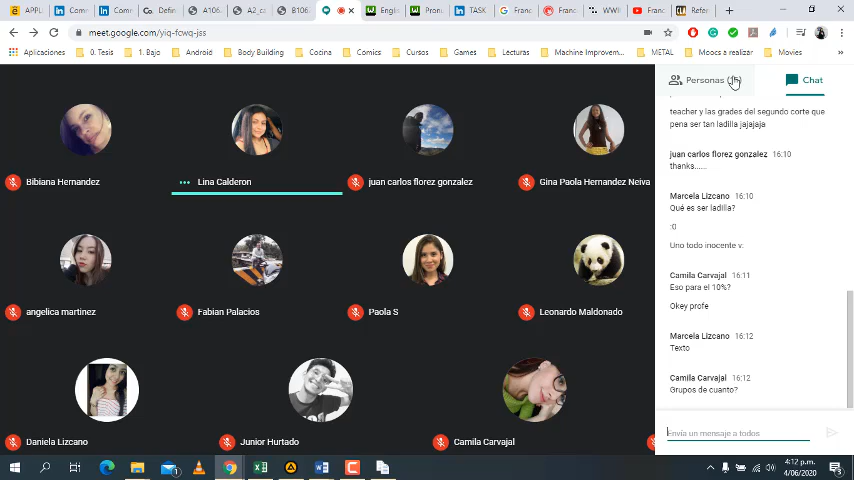 APPL
Com
Com
Co. Defin
A106.
A2_ca
B106
Englis
Pron
TASK
Franc
Franc
WWI
Franc
Refer
meet.google.com/yiq-fcwq-jss
Aplicaciones
0. Tesis
1. Bajo
Android
Body Building
Cocina
Comics
Cursos
Games
Lecturas
Machine Improvem...
METAL
Moocs a realizar
Movies
Bibiana Hernandez
Lina Calderon
juan carlos florez gonzalez
Gina Paola Hernandez Neiva
angelica martinez
Fabian Palacios
Paola S
Leonardo Maldonado
Daniela Lizcano
Junior Hurtado
Camila Carvajal
Personas
Chat
teacher y las grades del segundo corte que
pena ser tan ladilla jajajaja
juan carlos florez gonzalez 16:10
thanks......
Marcela Lizcano 16:10
Qué es ser ladilla?
:0
Uno todo inocente v:
Camila Carvajal 16:11
Eso para el 10%?
Okey profe
Marcela Lizcano 16:12
Texto
Camila Carvajal 16:12
Grupos de cuanto?
Envía un mensaje a todos
4:12 p.m.
4/06/2020